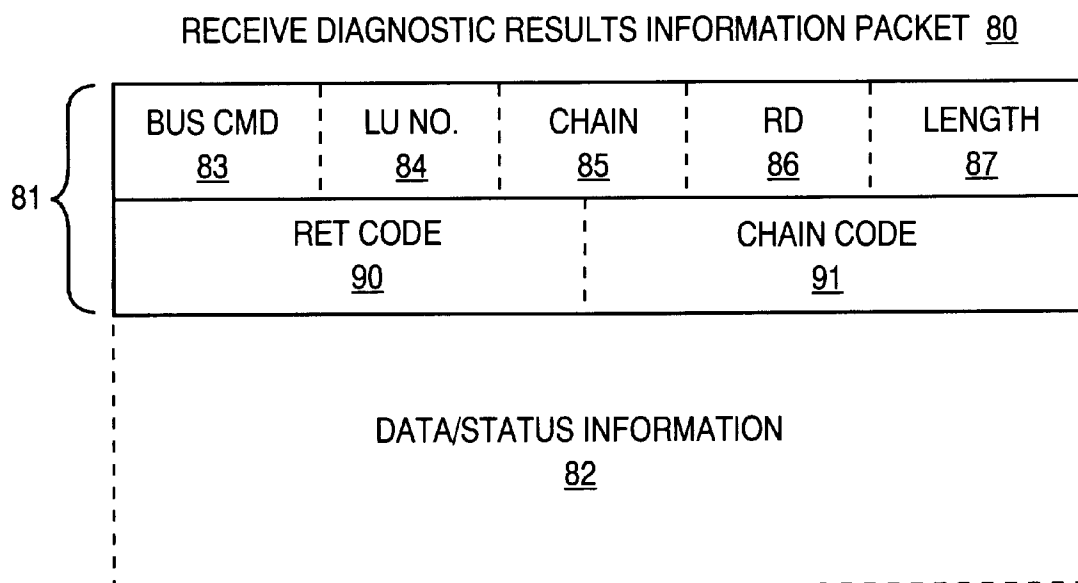 RECEIVE DIAGNOSTIC RESULTS INFORMATION PACKET 80
BUS CMD LU NO. CHAIN RD LENGTH
83 84 85 86 87
81
RET CODE CHAIN CODE
90 91
DATA/STATUS INFORMATION
82